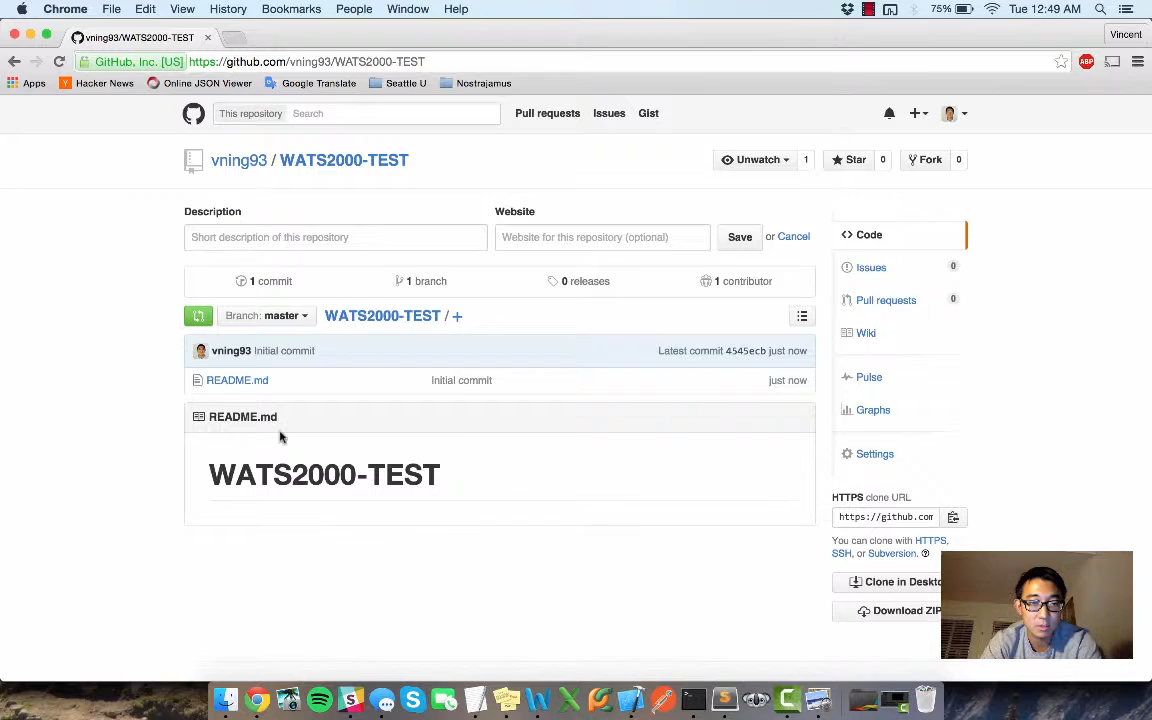 Chrome File Edit View History Bookmarks People Window Help 75% Tue 12:49 AM
vning93/WATS2000-TEST Vincent
GitHub, Inc. [US] https://github.com/vning93/WATS2000-TEST ABP
Apps Hacker News Online JSON Viewer Google Translate Seattle U Nostrajamus
This repository Search Pull requests Issues Gist
vning93 / WATS2000-TEST Unwatch 1 Star 0 Fork 0
Description Website
Short description of this repository Website for this repository (optional) Save or Cancel
1 commit 1 branch 0 releases 1 contributor
Branch: master WATS2000-TEST / +
vning93 Initial commit Latest commit 4545ecb just now
README.md Initial commit just now
README.md
WATS2000-TEST
Code
Issues 0
Pull requests 0
Wiki
Pulse
Graphs
Settings
HTTPS clone URL
https://github.com
You can clone with HTTPS,
SSH, or Subversion.
Clone in Deskto
Download ZIP